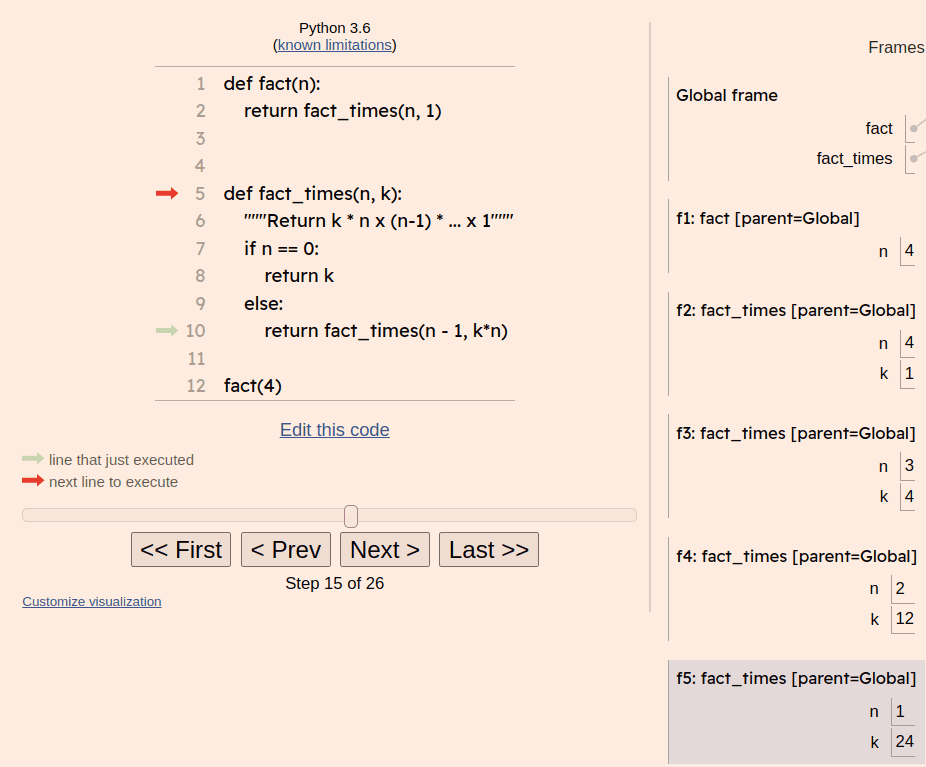 Python 3.6
(known limitations)
1 def fact(n):
2 return fact_times(n, 1)
3
4
5 def fact_times(n, k):
6 """Return k * n x (n-1) * ... x 1"""
7 if n == 0:
8 return k
9 else:
10 return fact_times(n - 1, k*n)
11
12 fact(4)
Edit this code
line that just executed
next line to execute
<< First < Prev Next > Last >>
Step 15 of 26
Customize visualization
Frames
Global frame
fact
fact_times
f1: fact [parent=Global]
n 4
f2: fact_times [parent=Global]
n 4
k 1
f3: fact_times [parent=Global]
n 3
k 4
f4: fact_times [parent=Global]
n 2
k 12
f5: fact_times [parent=Global]
n 1
k 24